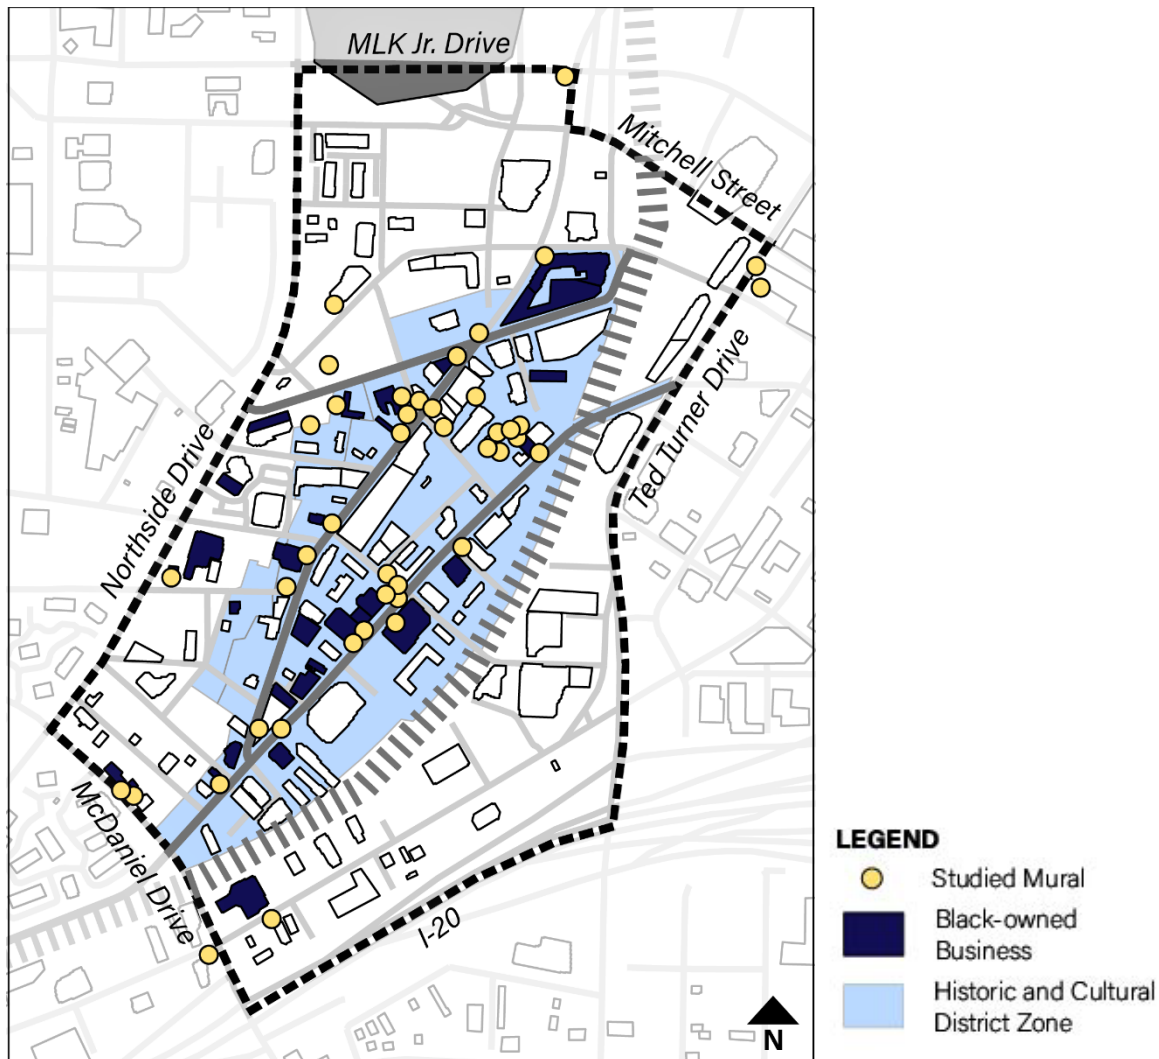 MLK Jr. Drive
Mitchell Street
Ted Turner Drive
Northside Drive
McDaniel Drive
I-20
N
LEGEND
Studied Mural
Black-owned
Business
Historic and Cultural
District Zone